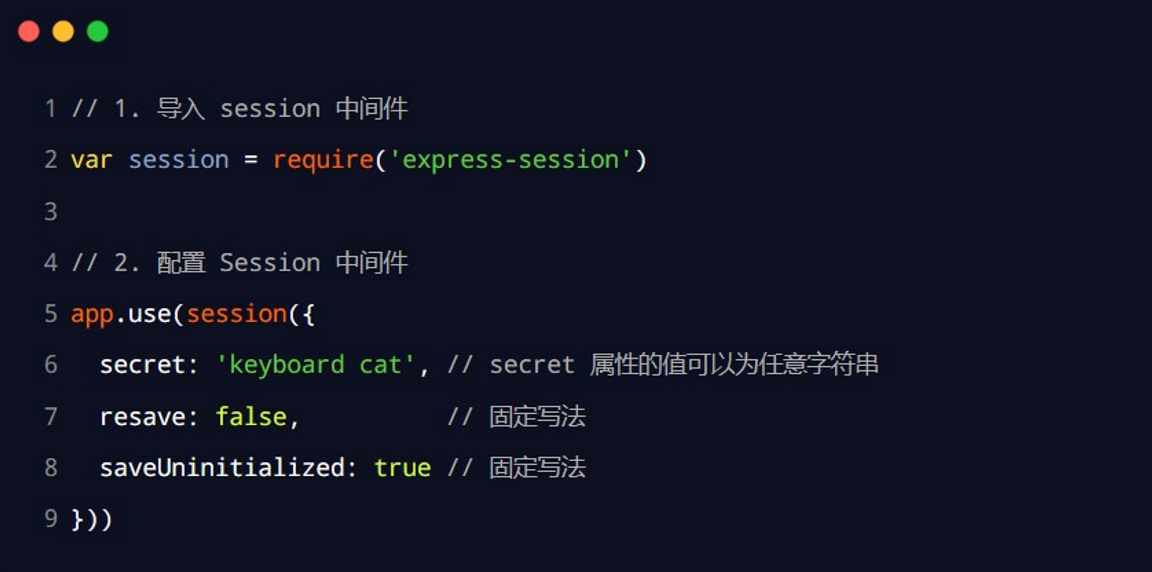 1 // 1. 导入 session 中间件
2 var session = require('express-session')
3
4 // 2. 配置 Session 中间件
5 app.use(session({
6   secret: 'keyboard cat', // secret 属性的值可以为任意字符串
7   resave: false,          // 固定写法
8   saveUninitialized: true // 固定写法
9 }))